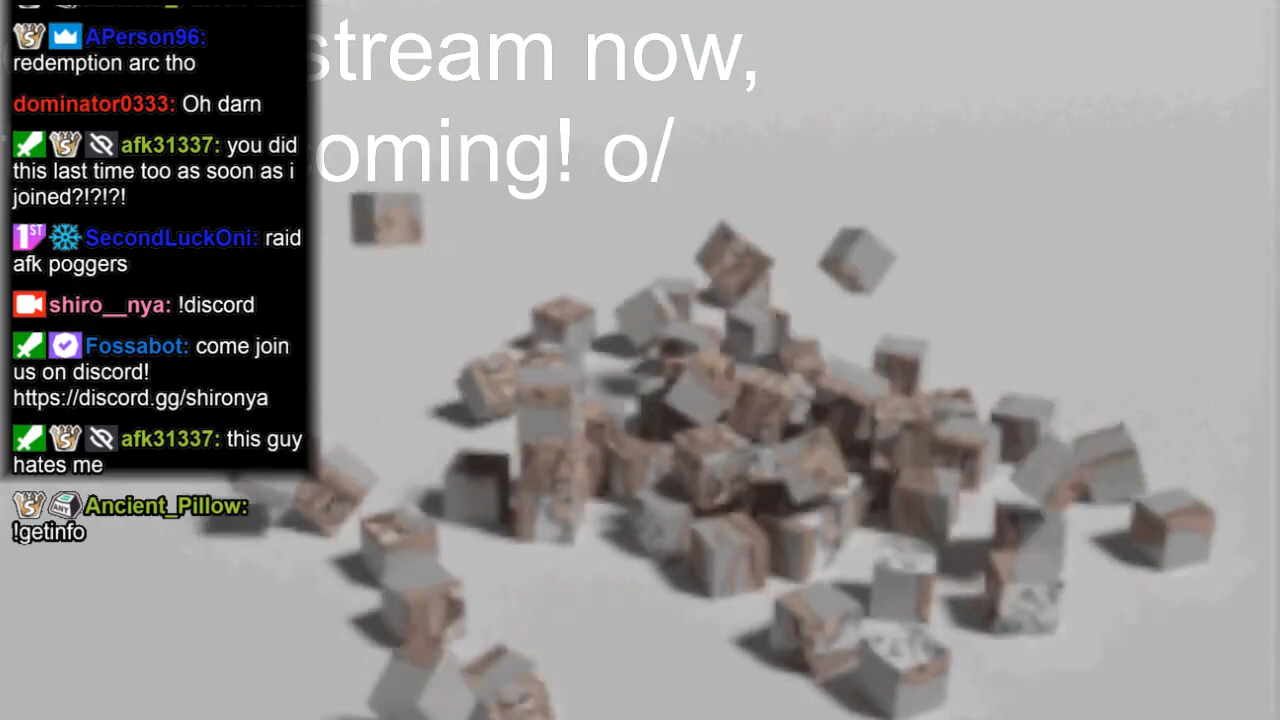 stream now,
oming! o/
APerson96:
redemption arc tho
dominator0333: Oh darn
afk31337: you did
this last time too as soon as i
joined?!?!?!
1ST SecondLuckOni: raid
afk poggers
shiro__nya: !discord
Fossabot: come join
us on discord!
https://discord.gg/shironya
afk31337: this guy
hates me
ANY Ancient_Pillow:
!getinfo